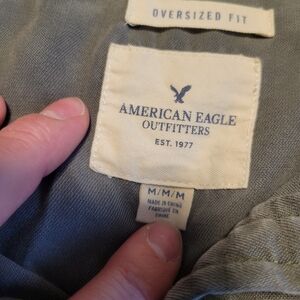 OVERSIZED FIT
AMERICAN EAGLE
OUTFITTERS
EST. 1977
M/M/M
MADE IN CHINA
FABRIQUÉ EN
CHINE